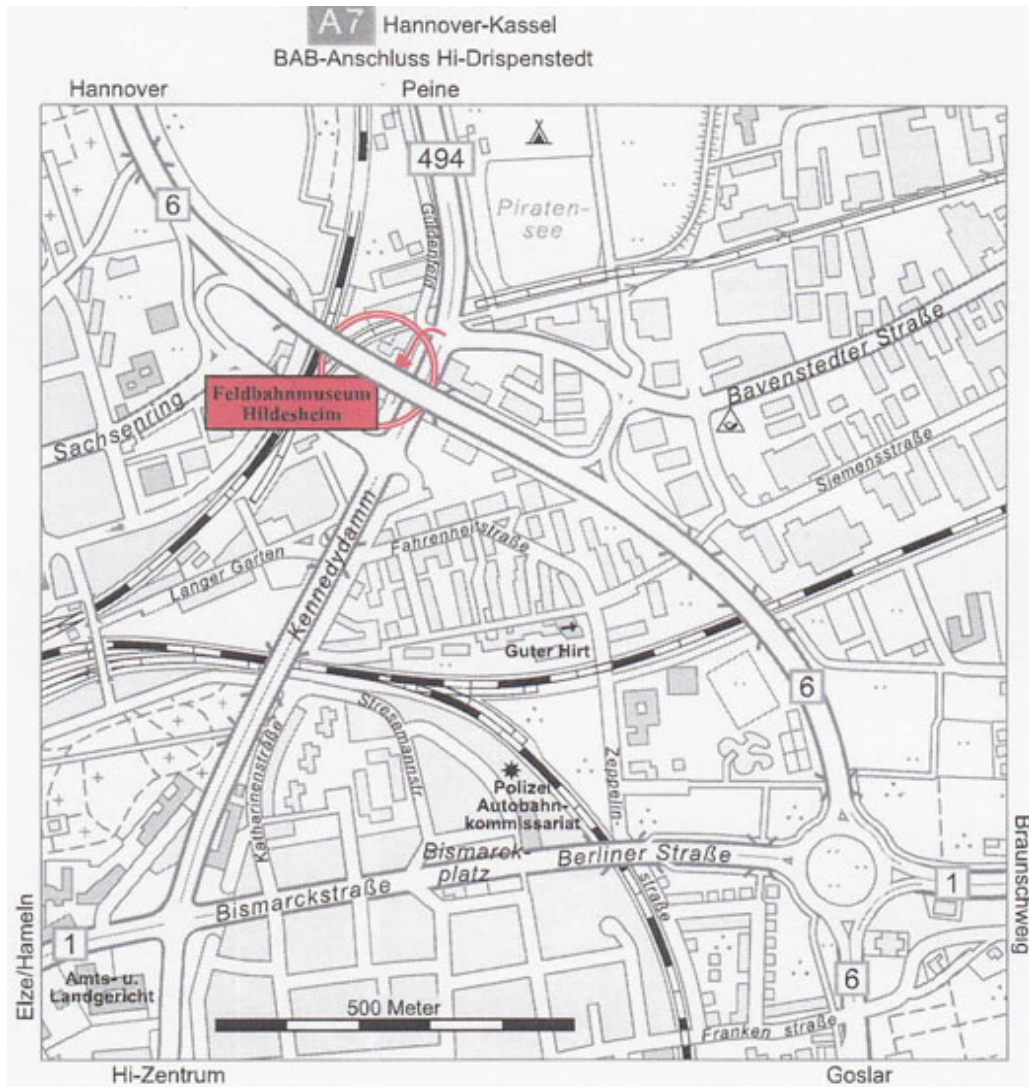 A7 Hannover-Kassel
BAB-Anschluss Hi-Drispenstedt
Hannover
Peine
494
6
Güldenfeld
Piraten-
see
Bavenstedter Straße
Feldbahnmuseum
Hildesheim
Sachsenring
Siemensstraße
Kennedydamm
Fahrenheitstraße
Langer Garten
Guter Hirt
6
Stresemannstr.
Katharinenstraße
Zeppelin-
straße
Polizei
Autobahn-
kommissariat
Bismarck-
platz
Berliner Straße
Bismarckstraße
1
1
Braunschweig
Elze/Hameln
Amts- u.
Landgericht
6
500 Meter
Franken straße
Hi-Zentrum
Goslar